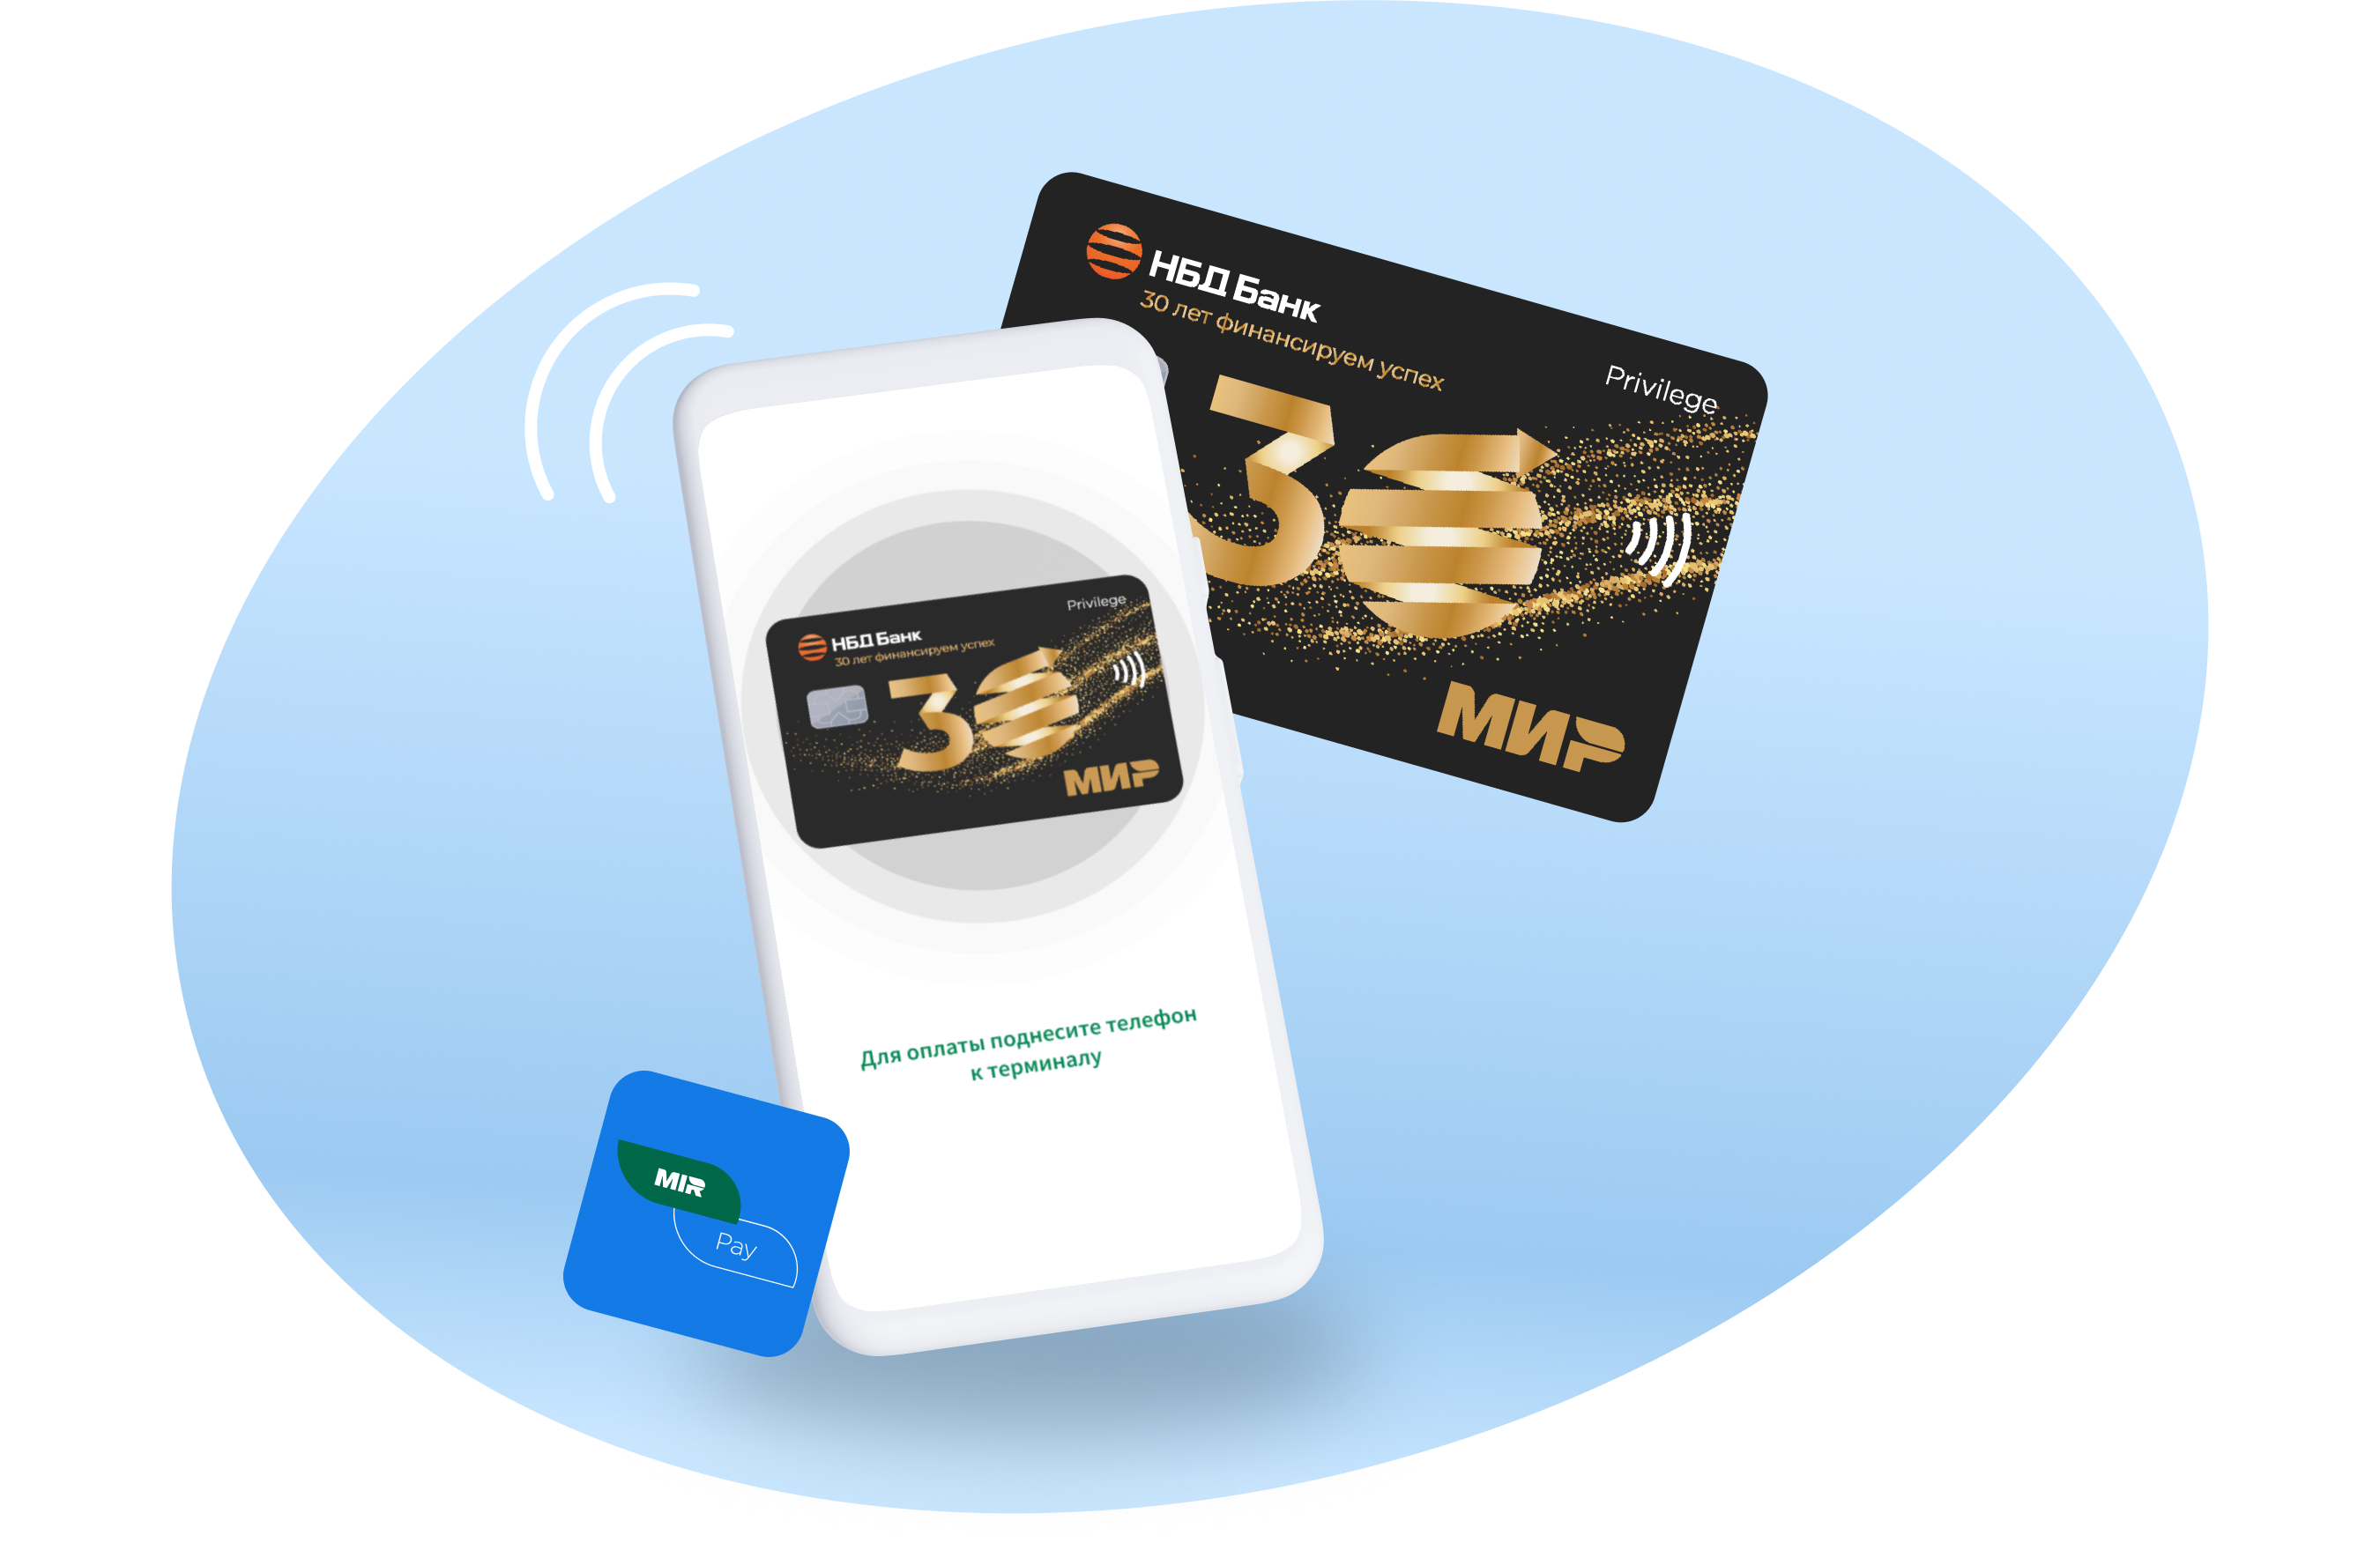 НБД Банк
30 лет финансируем успех
Privilege
30
МИР
Privilege
НБД Банк
30 лет финансируем успех
30
МИР
Для оплаты поднесите телефон
к терминалу
MIR
Pay